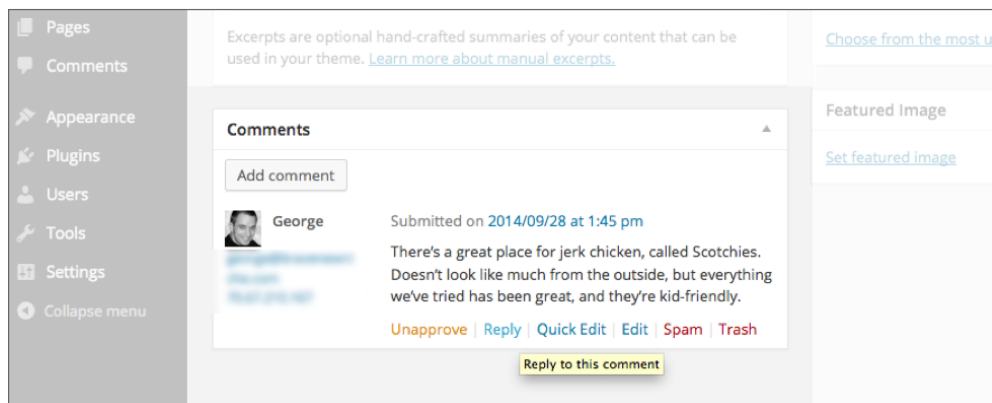 Pages
Comments
Appearance
Plugins
Users
Tools
Settings
Collapse menu
Excerpts are optional hand-crafted summaries of your content that can be
used in your theme. Learn more about manual excerpts.
Comments
Add comment
George
Submitted on 2014/09/28 at 1:45 pm
There's a great place for jerk chicken, called Scotchies.
Doesn't look like much from the outside, but everything
we've tried has been great, and they're kid-friendly.
Unapprove | Reply | Quick Edit | Edit | Spam | Trash
Reply to this comment
Choose from the most u
Featured Image
Set featured image